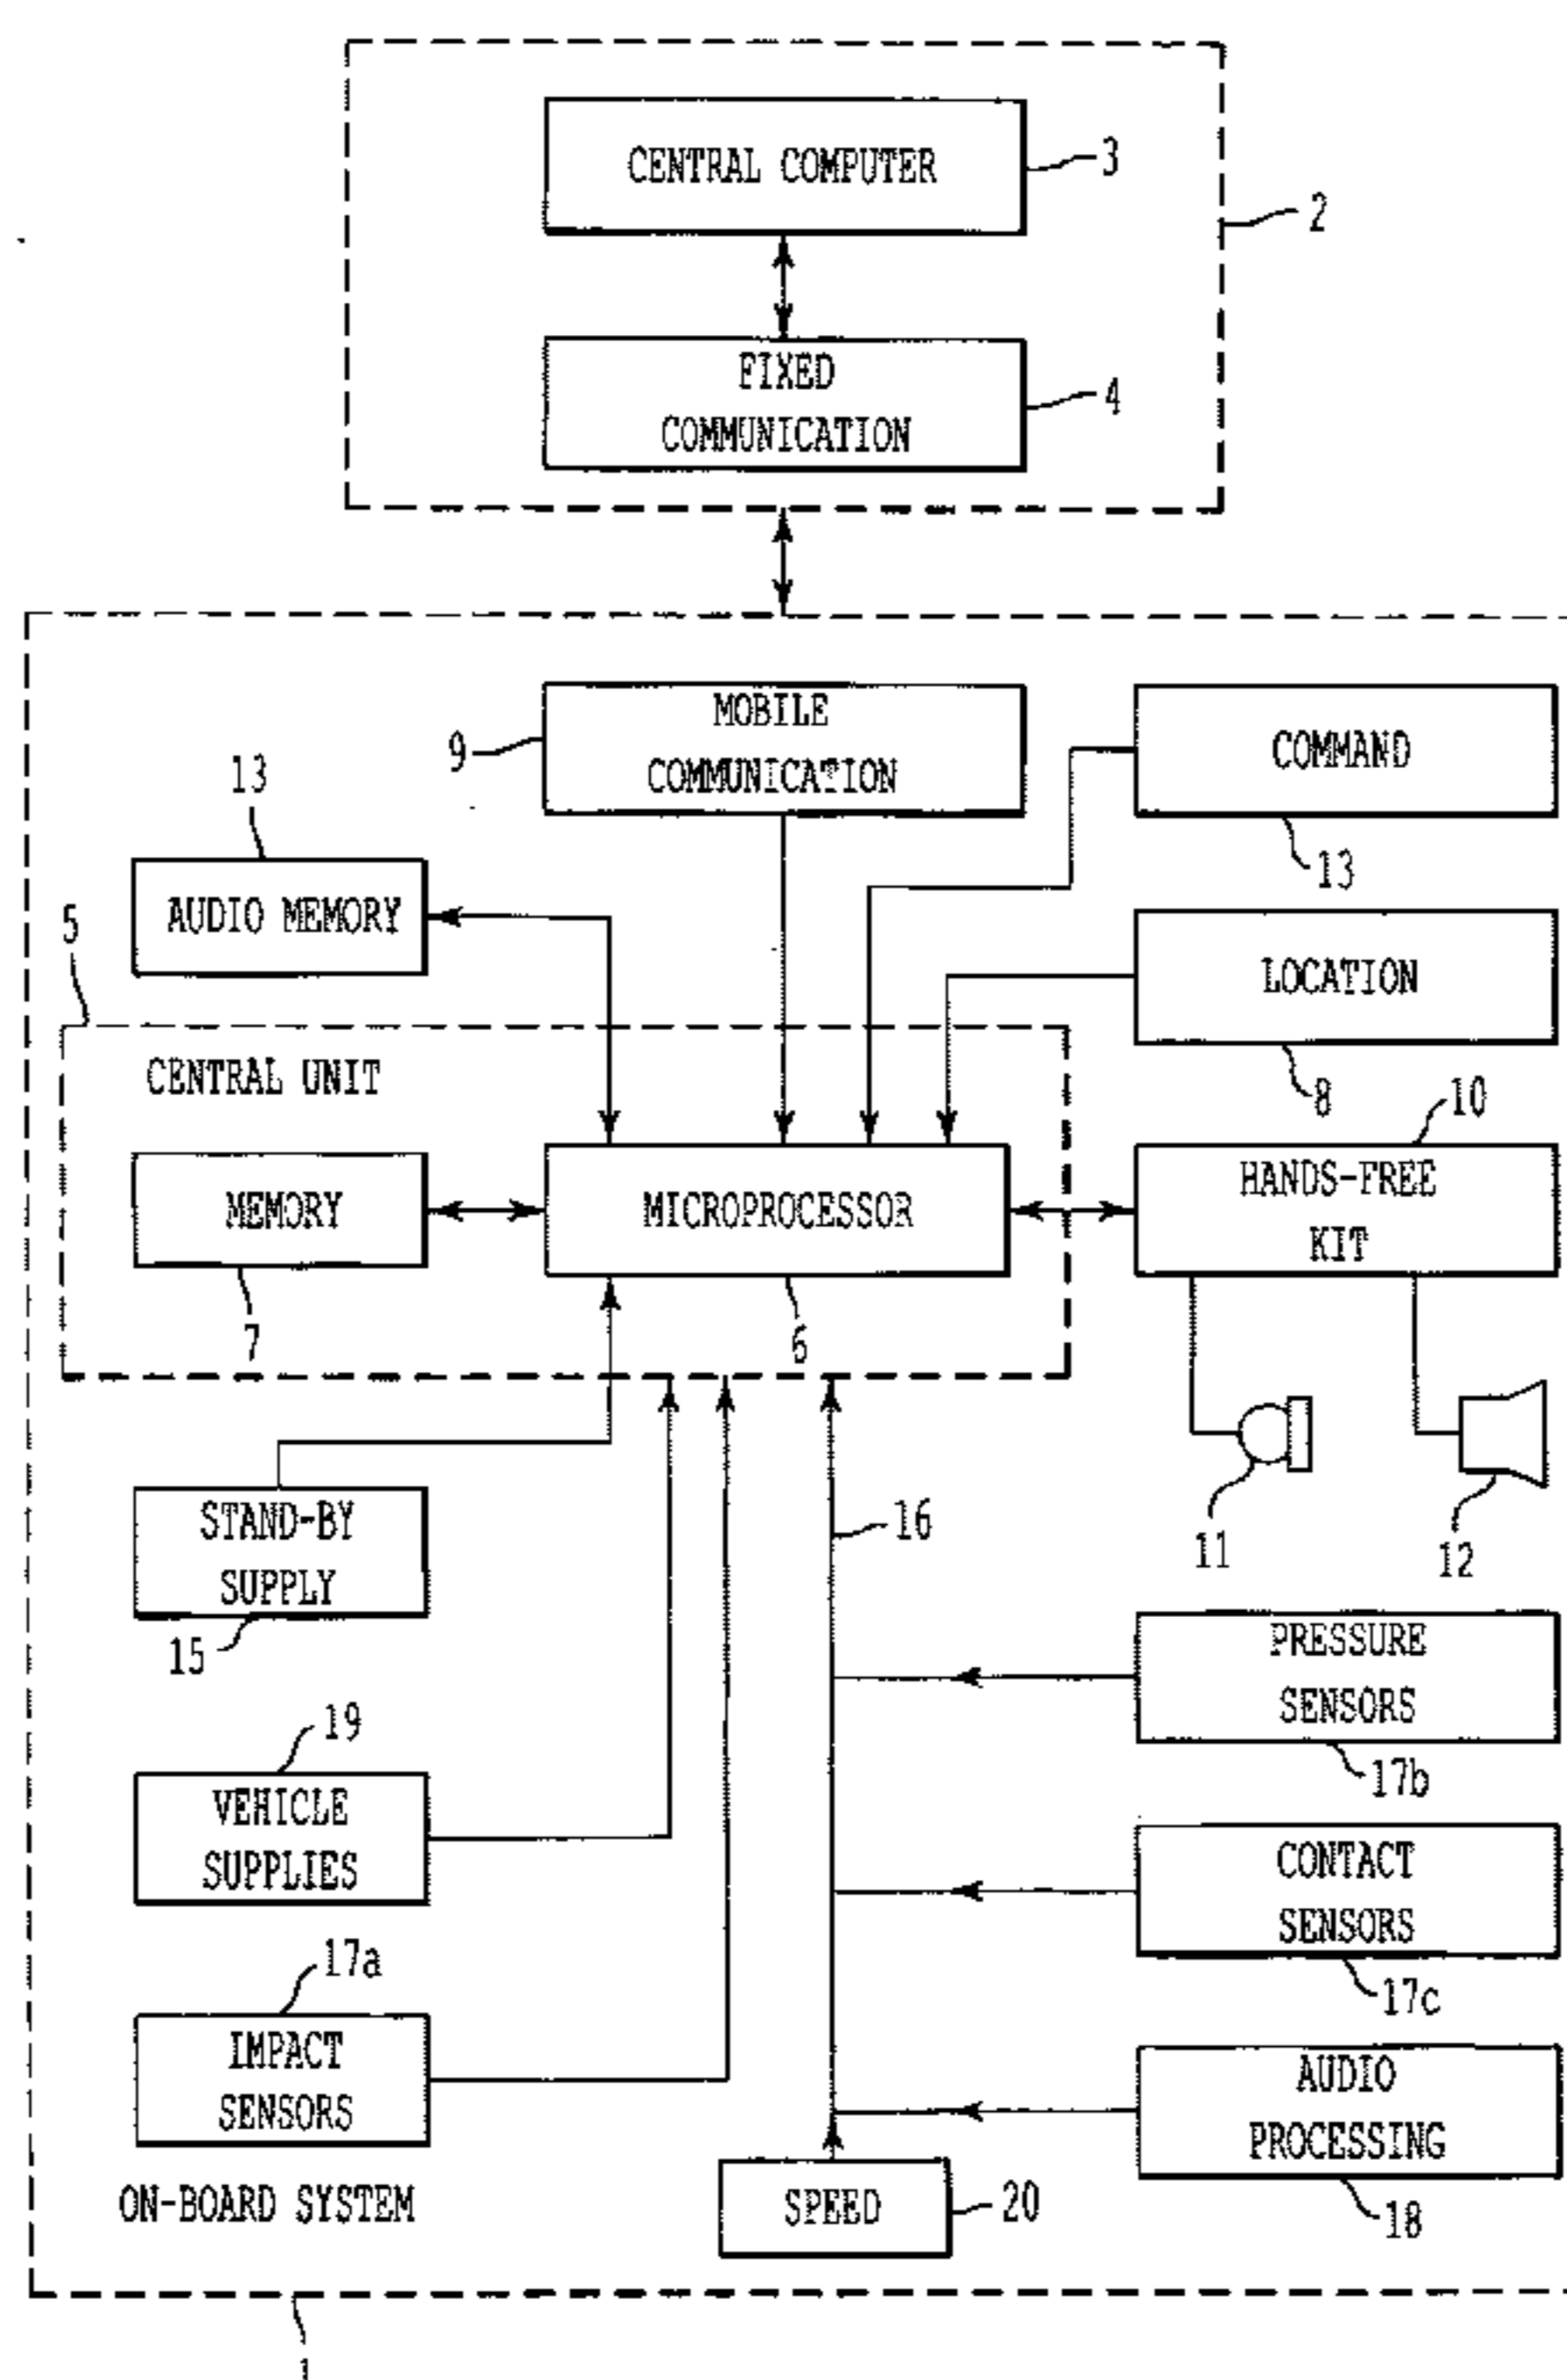 CENTRAL COMPUTER
3
2
FIXED
COMMUNICATION
4
MOBILE
COMMUNICATION
9
COMMAND
13
13
AUDIO MEMORY
5
LOCATION
8
CENTRAL UNIT
10
HANDS-FREE
KIT
MEMORY
7
MICROPROCESSOR
6
11
12
STAND-BY
SUPPLY
15
16
PRESSURE
SENSORS
17b
19
VEHICLE
SUPPLIES
CONTACT
SENSORS
17c
17a
IMPACT
SENSORS
AUDIO
PROCESSING
18
ON-BOARD SYSTEM
SPEED
20
1